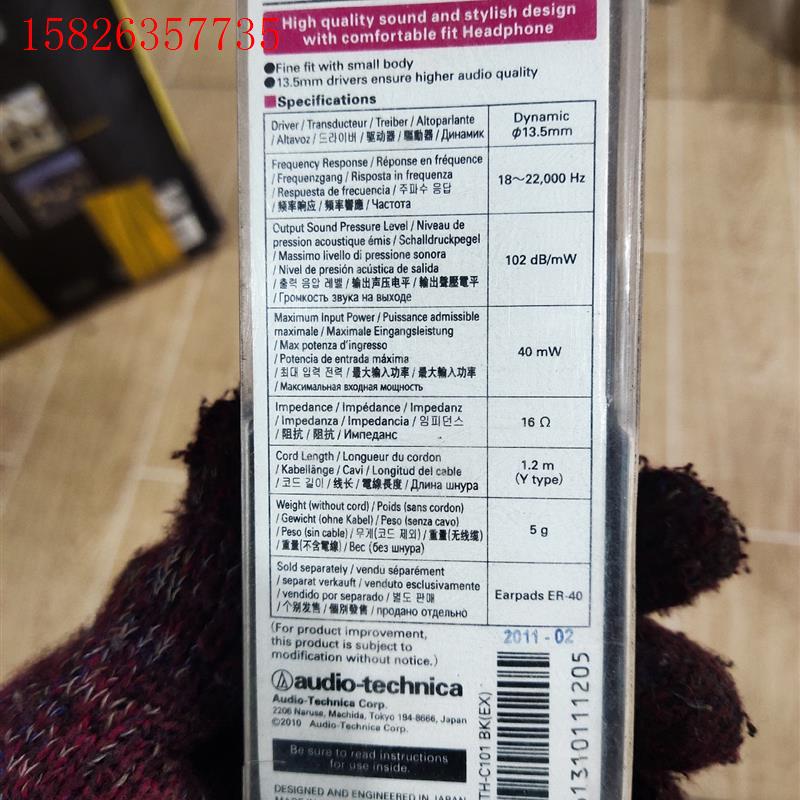 High quality sound and stylish design
with comfortable fit Headphone
15826357735
●Fine fit with small body
●13.5mm drivers ensure higher audio quality
■Specifications
Driver / Transducteur / Treiber / Altoparlante
/ Altavoz / 드라이버 / 驱动器 / 驅動器 / Динамик
Dynamic
φ13.5mm
Frequency Response / Réponse en fréquence
/ Frequenzgang / Risposta in frequenza
/ Respuesta de frecuencia / 주파수 응답
/ 频率响应 / 頻率響應 / Частота
18～22,000 Hz
Output Sound Pressure Level / Niveau de
pression acoustique émis / Schalldruckpegel
/ Massimo livello di pressione sonora
/ Nivel de presión acústica de salida
/ 출력 음압 레벨 / 输出声压电平 / 輸出聲壓電平
/ Громкость звука на выходе
102 dB/mW
Maximum Input Power / Puissance admissible
maximale / Maximale Eingangsleistung
/ Max potenza d'ingresso
/ Potencia de entrada máxima
/ 최대 입력 전력 / 最大输入功率 / 最大輸入功率
/ Максимальная входная мощность
40 mW
Impedance / Impédance / Impedanz
/ Impedanza / Impedancia / 임피던스
/ 阻抗 / 阻抗 / Импеданс
16 Ω
Cord Length / Longueur du cordon
/ Kabellänge / Cavi / Longitud del cable
/ 코드 길이 / 线长 / 電線長度 / Длина шнура
1.2 m
(Y type)
Weight (without cord) / Poids (sans cordon)
/ Gewicht (ohne Kabel) / Peso (senza cavo)
/ Peso (sin cable) / 무게(코드 제외) / 重量(无线缆)
/ 重量(不含電線) / Вес (без шнура)
5 g
Sold separately / vendu séparément
/ separat verkauft / venduto esclusivamente
/ vendido por separado / 별도 판매
/ 个别发售 / 個別發售 / продано отдельно
Earpads ER-40
(For product improvement,
this product is subject to
modification without notice.)
2011-02
audio-technica
Audio-Technica Corp.
2206 Naruse, Machida, Tokyo 194-8666, Japan
©2010 Audio-Technica Corp.
Be sure to read instructions
for use inside.
DESIGNED AND ENGINEERED IN JAPAN
TH-C101 BK(EX)
61310111205